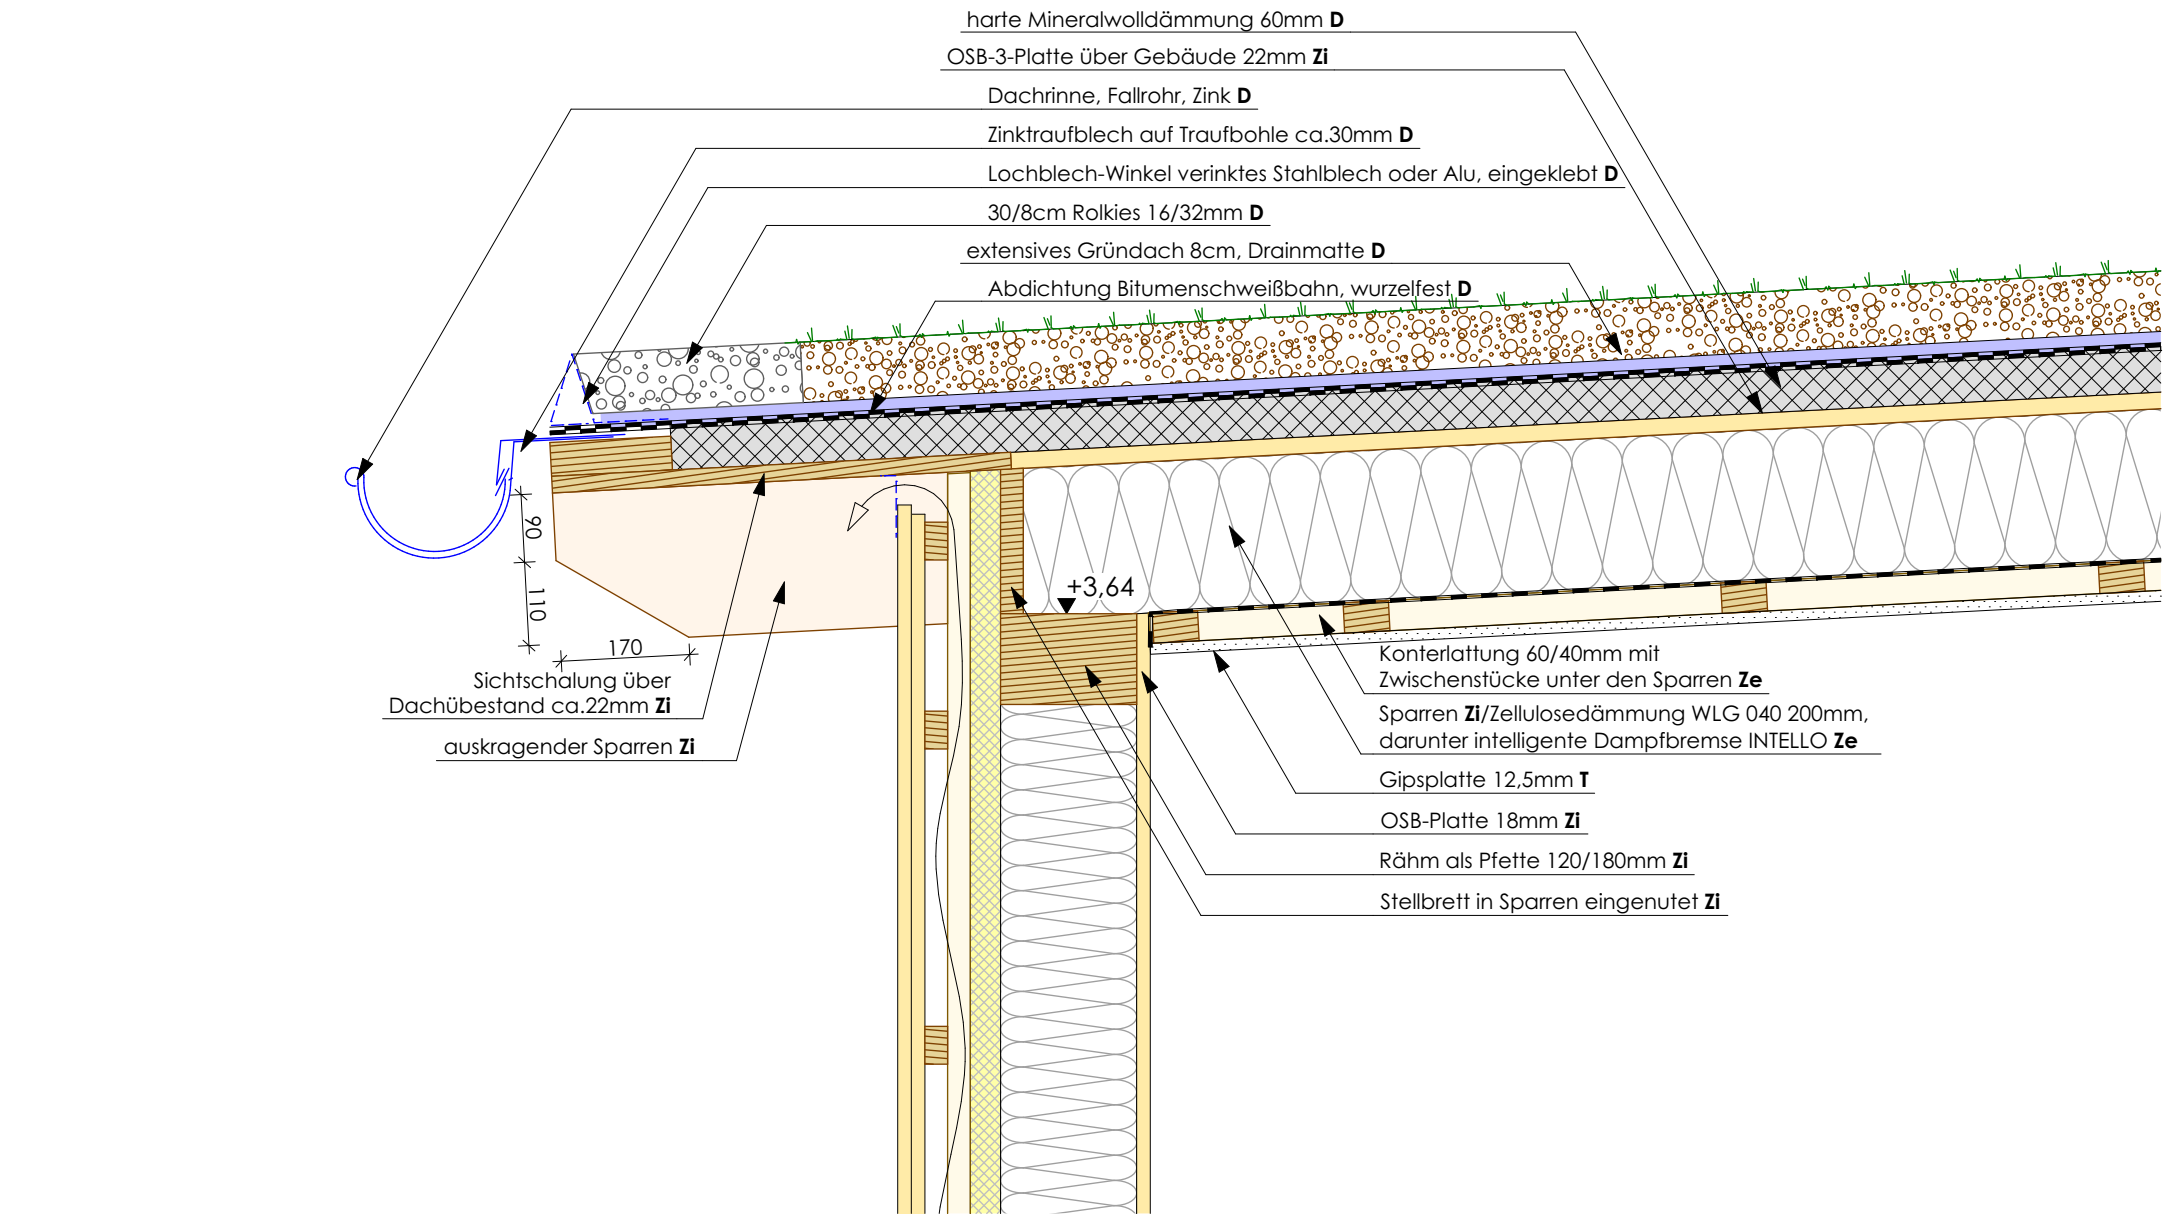 harte Mineralwolldämmung 60mm D
OSB-3-Platte über Gebäude 22mm Zi
Dachrinne, Fallrohr, Zink D
Zinktraufblech auf Traufbohle ca.30mm D
Lochblech-Winkel verinktes Stahlblech oder Alu, eingeklebt D
30/8cm Rolkies 16/32mm D
extensives Gründach 8cm, Drainmatte D
Abdichtung Bitumenschweißbahn, wurzelfest D
90
110
170
+3,64
Sichtschalung über
Dachübestand ca.22mm Zi
auskragender Sparren Zi
Konterlattung 60/40mm mit
Zwischenstücke unter den Sparren Ze
Sparren Zi/Zellulosedämmung WLG 040 200mm,
darunter intelligente Dampfbremse INTELLO Ze
Gipsplatte 12,5mm T
OSB-Platte 18mm Zi
Rähm als Pfette 120/180mm Zi
Stellbrett in Sparren eingenutet Zi